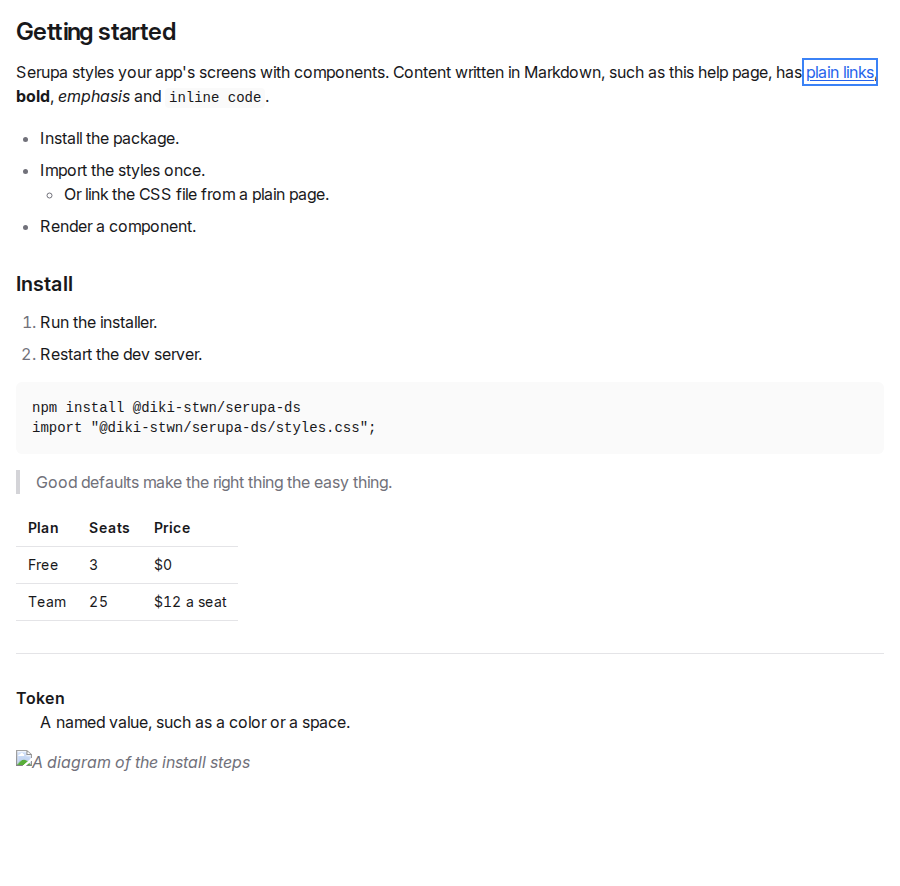 Getting started
Serupa styles your app's screens with components. Content written in Markdown, such as this help page, has plain links,
bold, emphasis and inline code.
Install the package.
Import the styles once.
Or link the CSS file from a plain page.
Render a component.
Install
1. Run the installer.
2. Restart the dev server.
npm install @diki-stwn/serupa-ds
import "@diki-stwn/serupa-ds/styles.css";
Good defaults make the right thing the easy thing.
Plan Seats Price
Free 3 $0
Team 25 $12 a seat
Token
A named value, such as a color or a space.
A diagram of the install steps